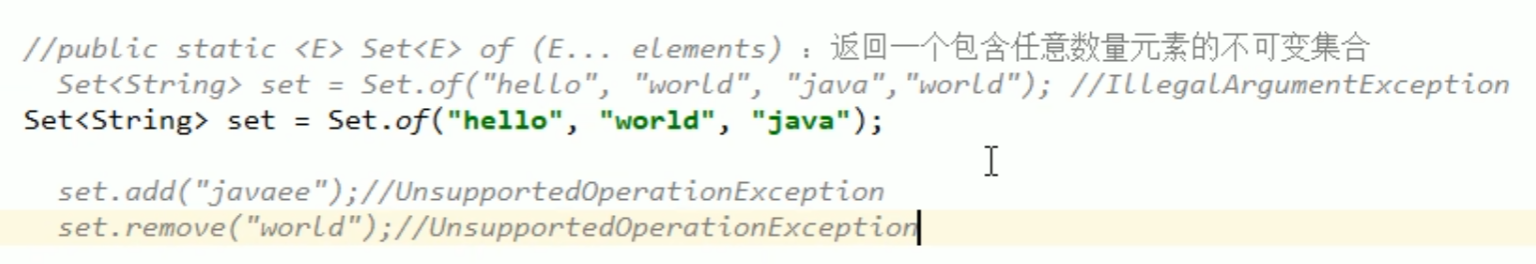 //public static <E> Set<E> of (E... elements) ：返回一个包含任意数量元素的不可变集合
Set<String> set = Set.of("hello", "world", "java","world"); //IllegalArgumentException
Set<String> set = Set.of("hello", "world", "java");
set.add("javaee");//UnsupportedOperationException
set.remove("world");//UnsupportedOperationException